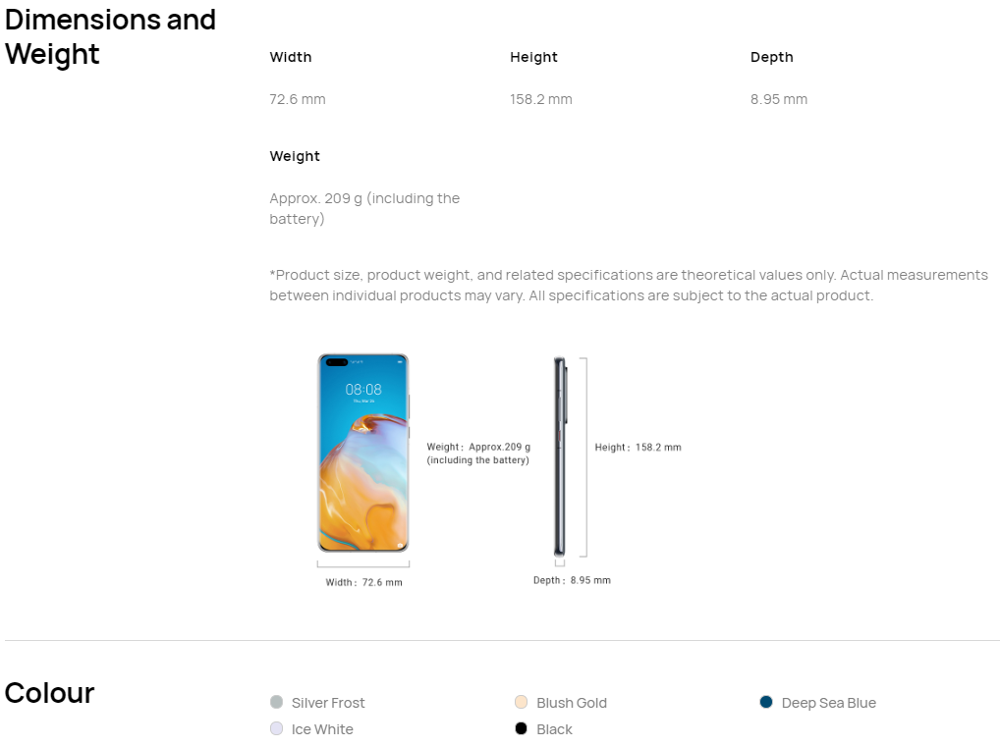 Dimensions and
Weight
Width
Height
Depth
72.6 mm
158.2 mm
8.95 mm
Weight
Approx. 209 g (including the
battery)
*Product size, product weight, and related specifications are theoretical values only. Actual measurements
between individual products may vary. All specifications are subject to the actual product.
08:08
Weight: Approx.209 g
(including the battery)
Height: 158.2 mm
Width: 72.6 mm
Depth: 8.95 mm
Colour
Silver Frost
Blush Gold
Deep Sea Blue
Ice White
Black